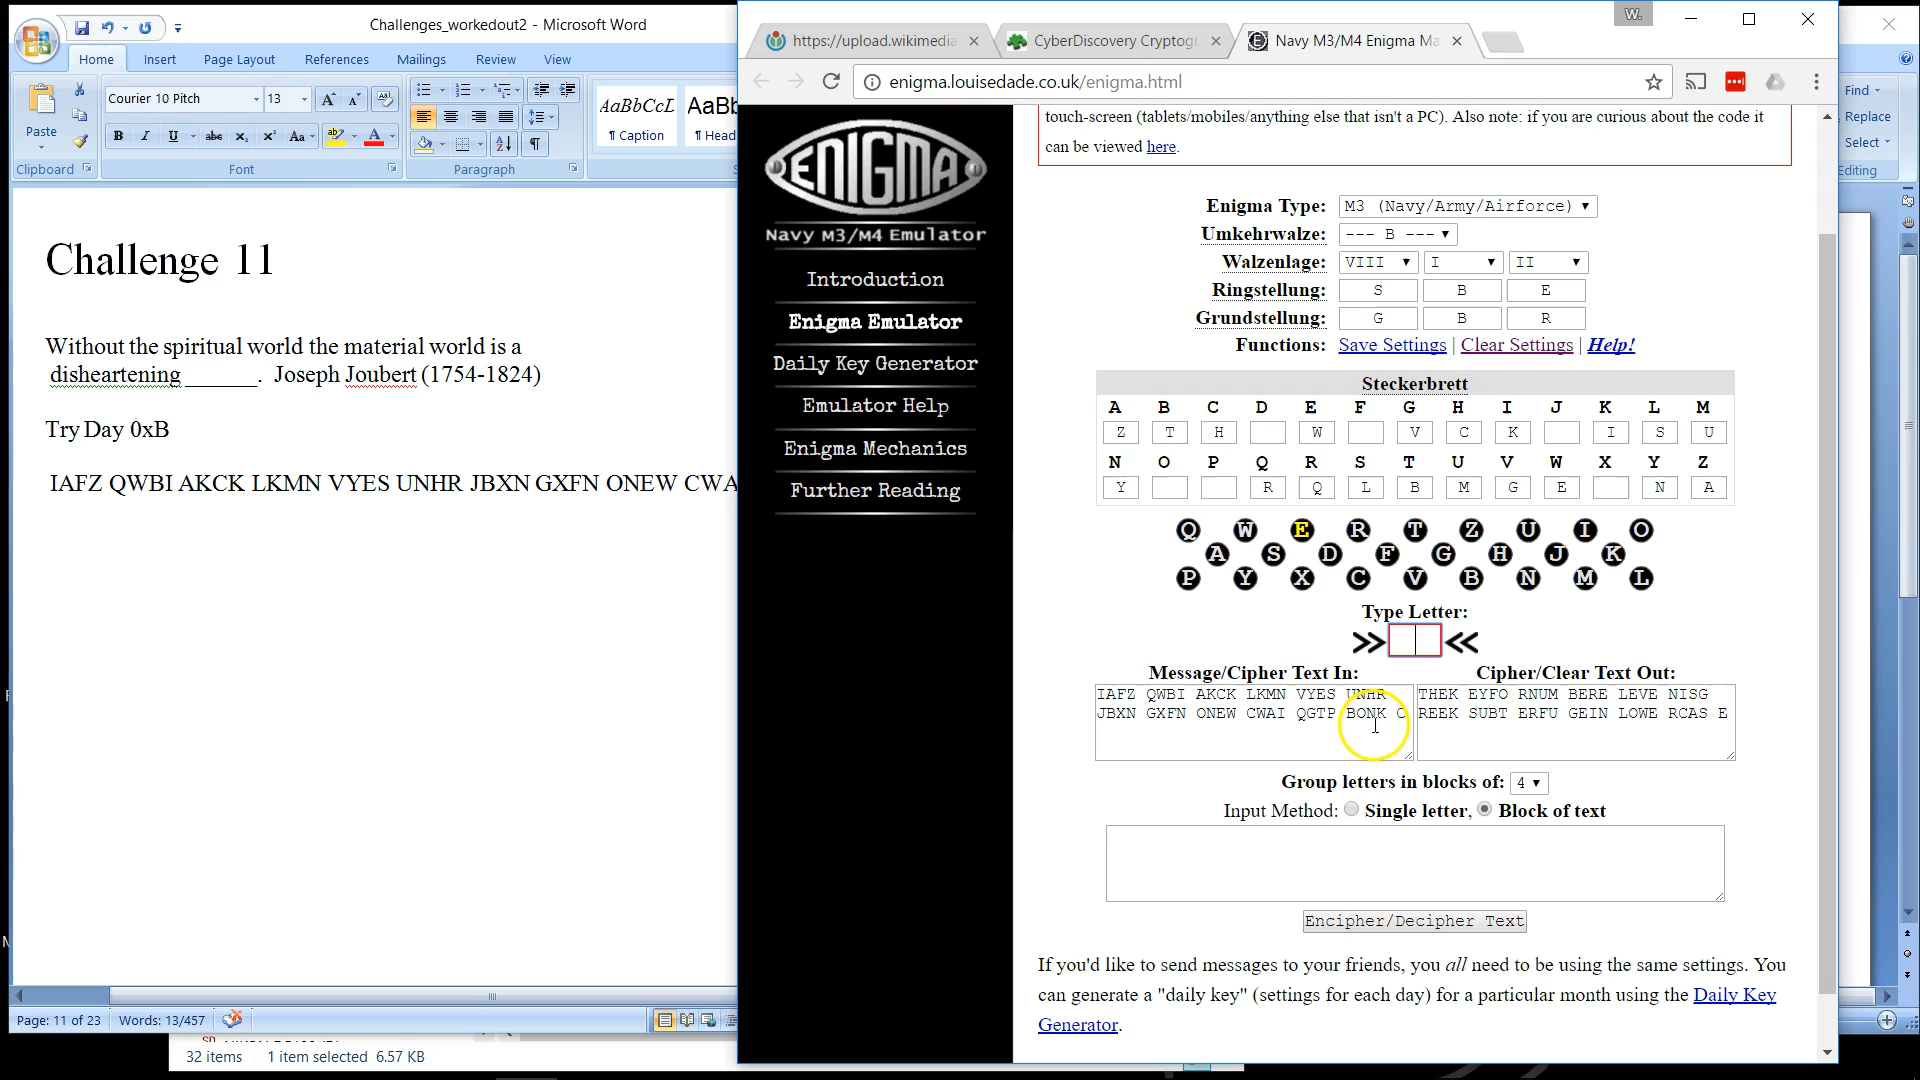 Challenges_workedout2 - Microsoft Word
Home Insert Page Layout References Mailings Review View
Paste
Courier 10 Pitch 13
AaBbCcL AaBb
¶ Caption ¶ Head
Clipboard Font Paragraph
Challenge 11
Without the spiritual world the material world is a
disheartening ______. Joseph Joubert (1754-1824)
Try Day 0xB
IAFZ QWBI AKCK LKMN VYES UNHR JBXN GXFN ONEW CWA
Page: 11 of 23 Words: 13/457
32 items 1 item selected 6.57 KB
W.
https://upload.wikimedia CyberDiscovery Cryptog Navy M3/M4 Enigma Ma
enigma.louisedade.co.uk/enigma.html
ENIGMA
Navy M3/M4 Emulator
Introduction
Enigma Emulator
Daily Key Generator
Emulator Help
Enigma Mechanics
Further Reading
touch-screen (tablets/mobiles/anything else that isn't a PC). Also note: if you are curious about the code it
can be viewed here.
Enigma Type: M3 (Navy/Army/Airforce)
Umkehrwalze: --- B ---
Walzenlage: VIII I II
Ringstellung: S B E
Grundstellung: G B R
Functions: Save Settings | Clear Settings | Help!
Steckerbrett
A B C D E F G H I J K L M
Z T H W V C K I S U
N O P Q R S T U V W X Y Z
Y R Q L B M G E N A
Q W E R T Z U I O
A S D F G H J K
P Y X C V B N M L
Type Letter:
>> <<
Message/Cipher Text In: Cipher/Clear Text Out:
IAFZ QWBI AKCK LKMN VYES UNHR THEK EYFO RNUM BERE LEVE NISG
JBXN GXFN ONEW CWAI QGTP BONK C REEK SUBT ERFU GEIN LOWE RCAS E
Group letters in blocks of: 4
Input Method: Single letter, Block of text
Encipher/Decipher Text
If you'd like to send messages to your friends, you all need to be using the same settings. You
can generate a "daily key" (settings for each day) for a particular month using the Daily Key
Generator.
Find
Replace
Select
Editing